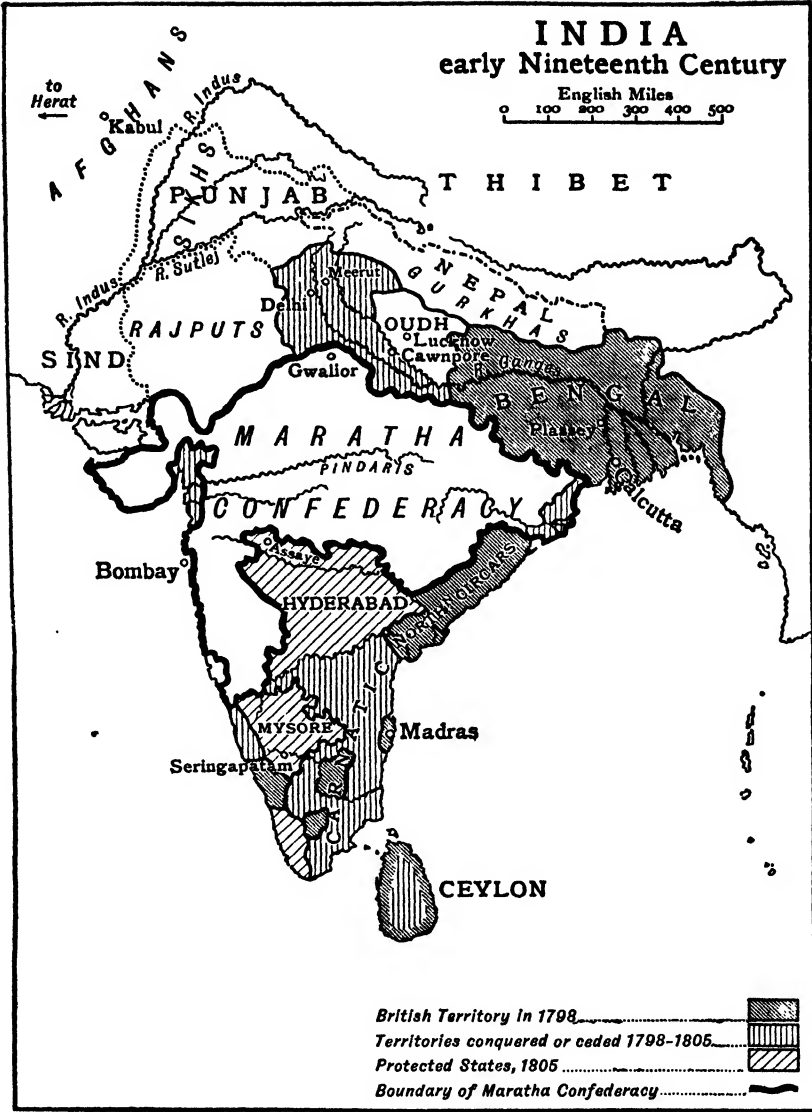 INDIA
early Nineteenth Century
English Miles
0 100 200 300 400 500
to
Herat
AFGHANS
Kabul
R. Indus
SIKHS
PUNJAB
THIBET
R. Sutlej
R. Indus
NEPAL
GURKHAS
Meerut
Delhi
RAJPUTS
OUDH
Lucknow
Cawnpore
SIND
Gwalior
R. Ganges
BENGAL
Plassey
Calcutta
MARATHA
PINDARIS
CONFEDERACY
Bombay
Assaye
HYDERABAD
NORTHN CIRCARS
CARNATIC
MYSORE
Madras
Seringapatam
CEYLON
British Territory in 1798
Territories conquered or ceded 1798-1805
Protected States, 1805
Boundary of Maratha Confederacy